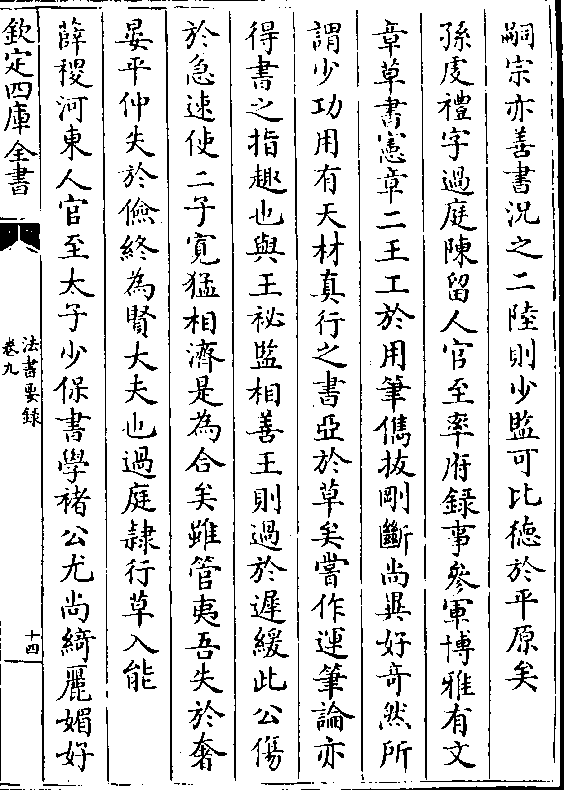 嗣宗亦善書況之二陸則少監可比德於平原矣
孫虔禮字過庭陳留人官至率府録事參軍博雅有文
章草書憲章二王工於用筆儁拔剛斷尚異好奇然所
謂少功用有天材真行之書亞於草矣嘗作運筆論亦
得書之指趣也與王祕監相善王則過於遲緩此公傷
於急速使二子寛猛相濟是為合矣雖管夷吾失於奢
晏平仲失於儉終為賢大夫也過庭隷行草入能
薛稷河東人官至太子少保書學褚公尤尚綺麗媚好
欽定四庫全書
法書要録
卷九
十四